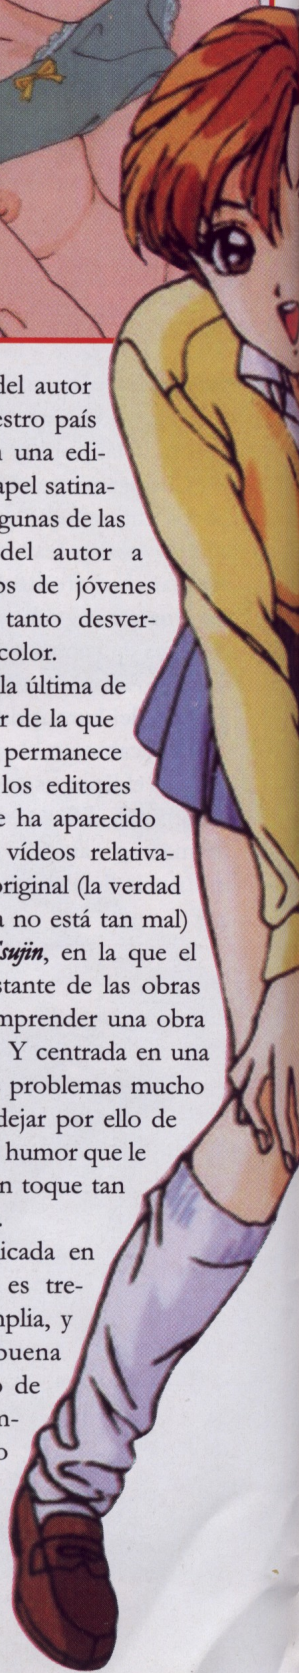 del autor
estro país
una edi-
apel satina-
gunas de las
del autor a
os de jóvenes
tanto desver-
color.
la última de
r de la que
permanece
los editores
e ha aparecido
vídeos relativa-
original (la verdad
a no está tan mal)
sujin, en la que el
stante de las obras
mprender una obra
Y centrada en una
problemas mucho
dejar por ello de
humor que le
n toque tan
icada en
es tre-
nplia, y
buena
o de
n-
o